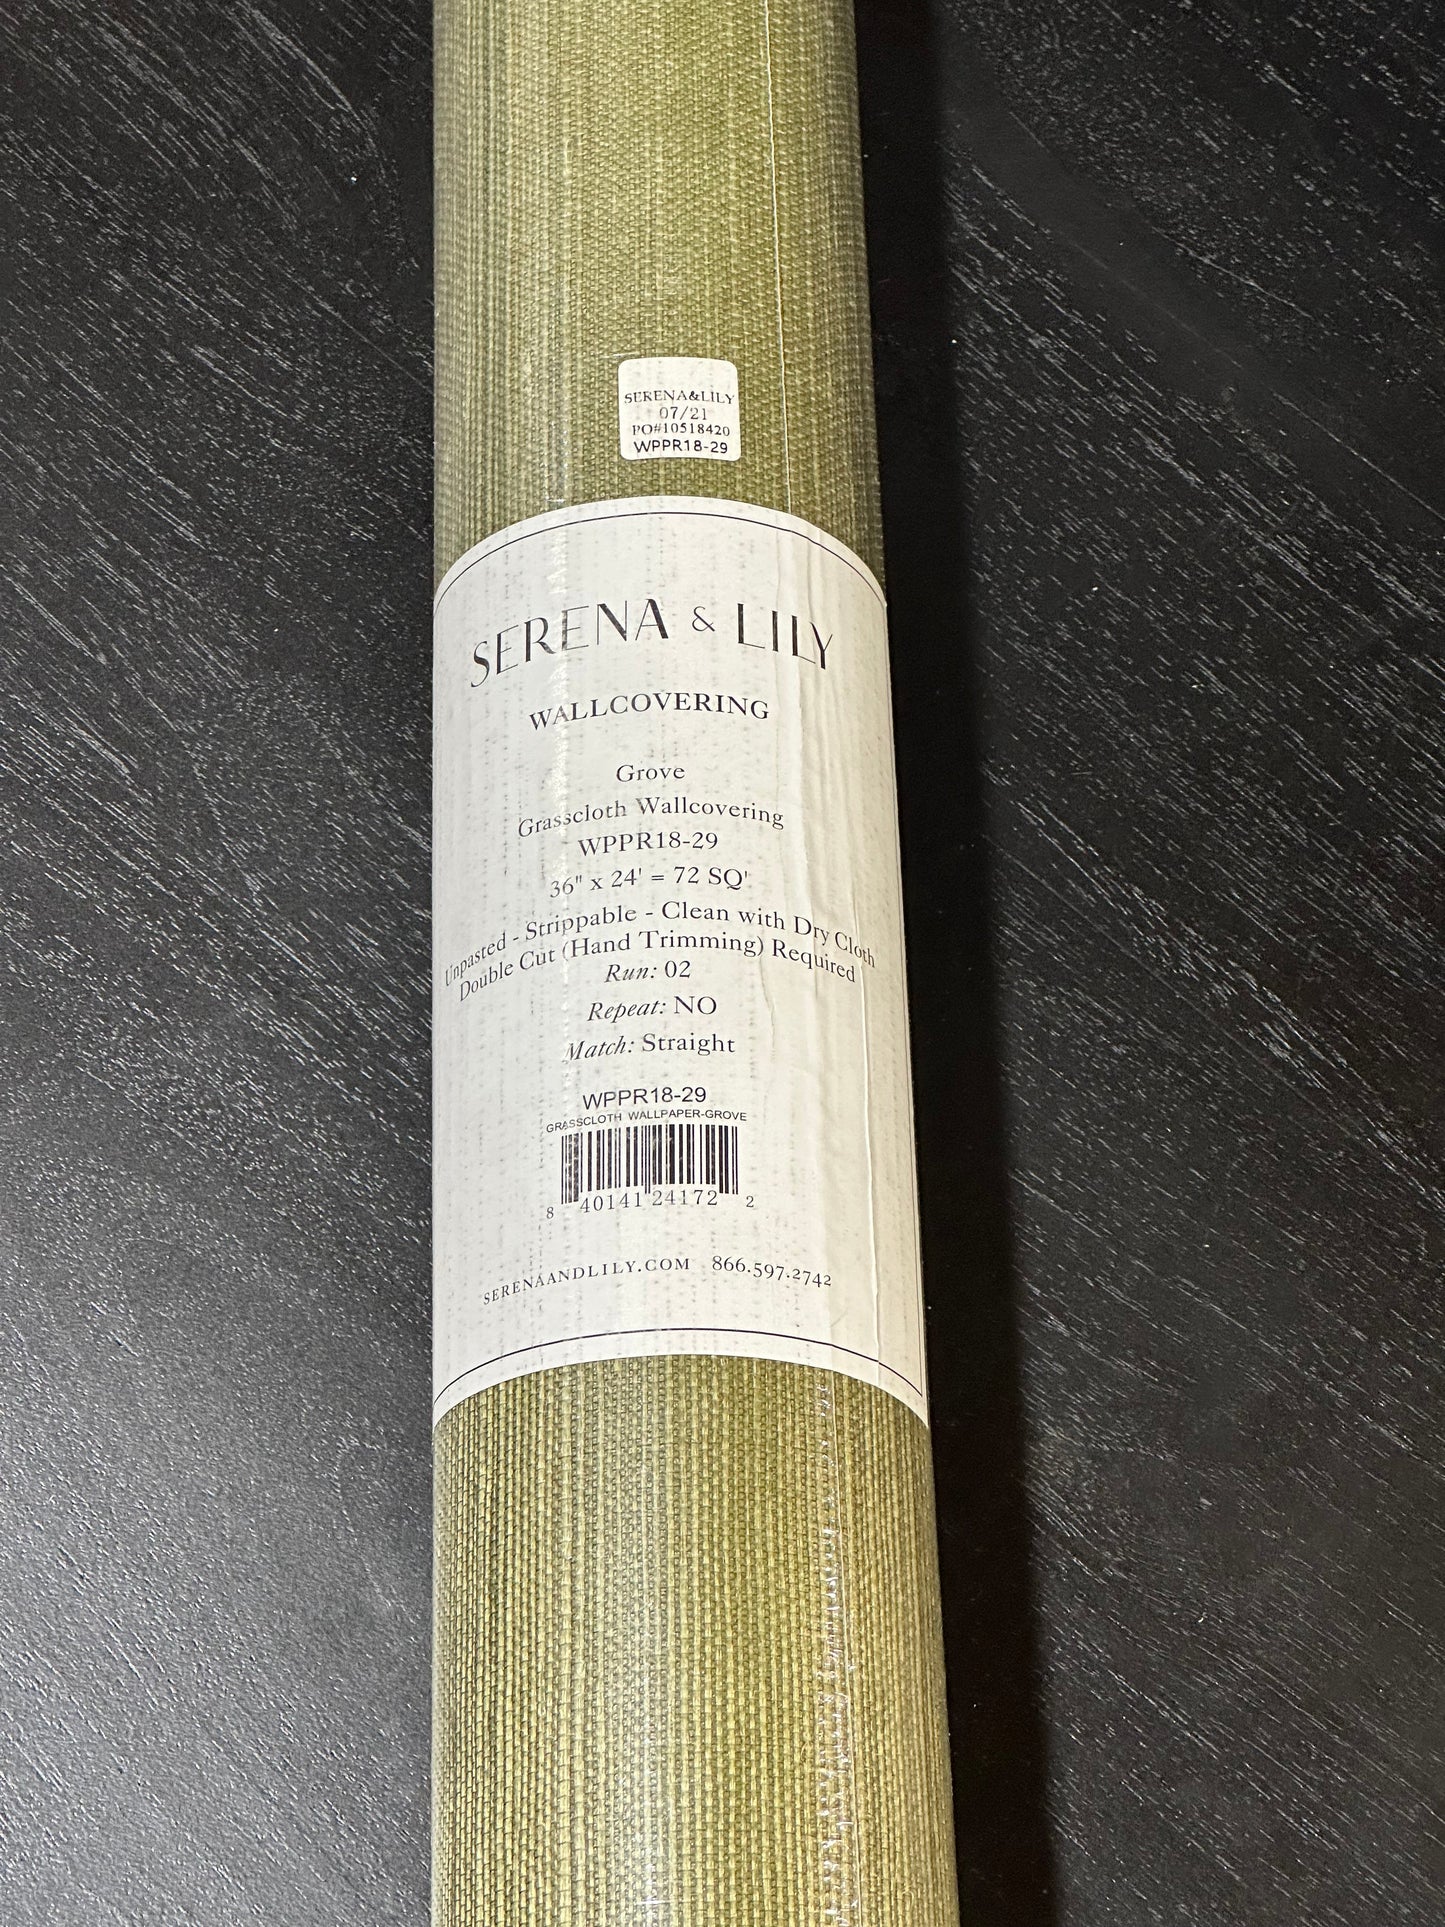 SERENA&LILY
07/21
PO#10518420
WPPR18-29
SERENA & LILY
WALLCOVERING
Grove
Grasscloth Wallcovering
WPPR18-29
36" x 24' = 72 SQ'
Unpasted - Strippable - Clean with Dry Cloth
Double Cut (Hand Trimming) Required
Run: 02
Repeat: NO
Match: Straight
WPPR18-29
GRASSCLOTH WALLPAPER-GROVE
8 40141 24172 2
SERENAANDLILY.COM 866.597.2742